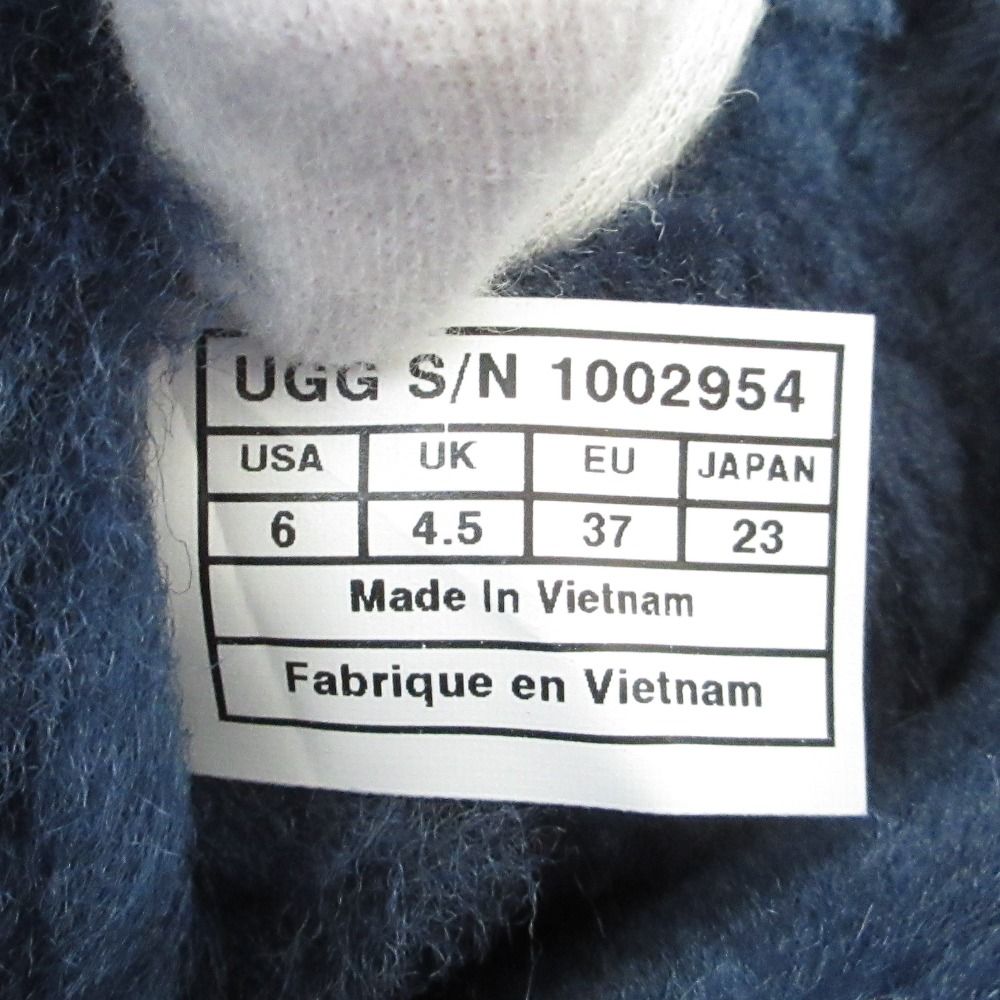 UGG S/N 1002954
USA UK EU JAPAN
6 4.5 37 23
Made In Vietnam
Fabrique en Vietnam